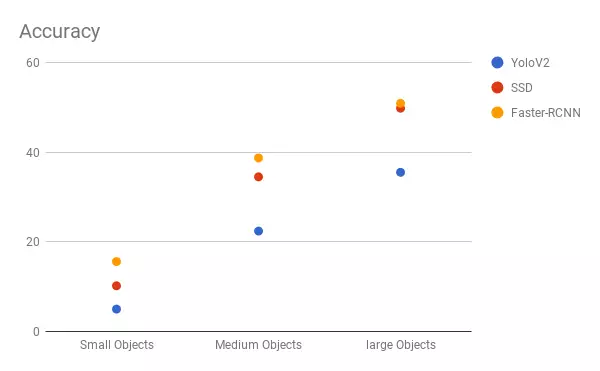 Accuracy
60
40
20
0
Small Objects
Medium Objects
large Objects
YoloV2
SSD
Faster-RCNN